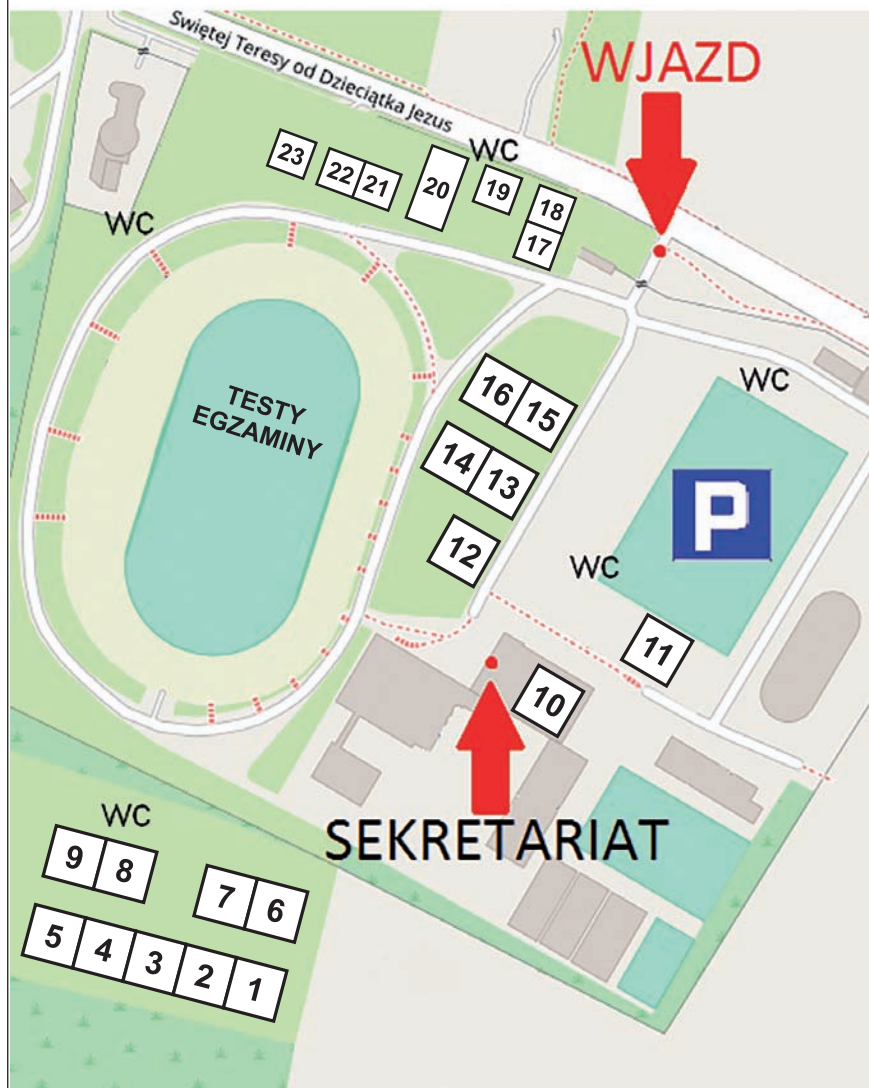 Świętej Teresy od Dzieciątka Jezus
WJAZD
WC
23
22
21
20
19
18
17
WC
16
15
WC
TESTY
EGZAMINY
14
13
P
12
WC
11
10
SEKRETARIAT
WC
9
8
7
6
5
4
3
2
1